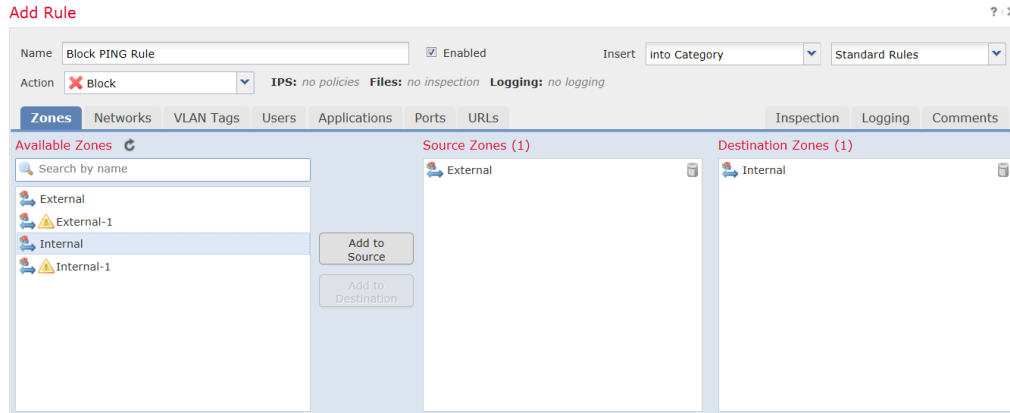 Add Rule
?
Name Block PING Rule Enabled Insert into Category Standard Rules
Action Block IPS: no policies Files: no inspection Logging: no logging
Zones Networks VLAN Tags Users Applications Ports URLs Inspection Logging Comments
Available Zones Source Zones (1) Destination Zones (1)
Search by name External Internal
External
External-1
Internal
Internal-1
Add to
Source
Add to
Destination